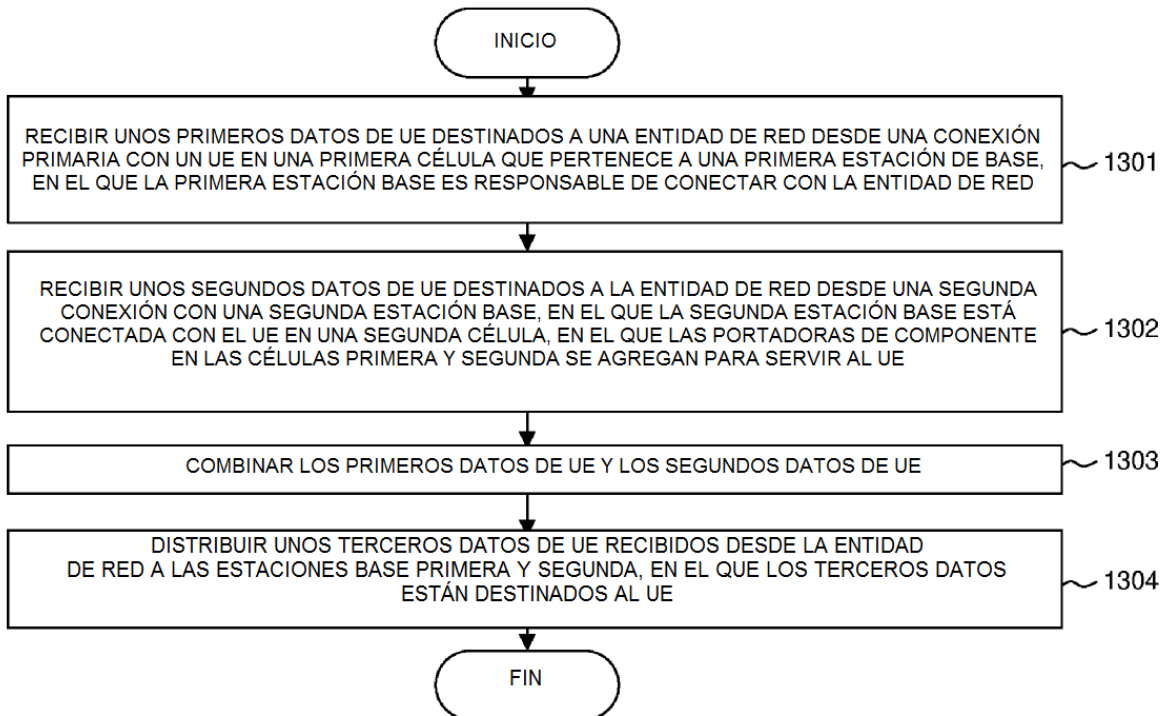 INICIO
RECIBIR UNOS PRIMEROS DATOS DE UE DESTINADOS A UNA ENTIDAD DE RED DESDE UNA CONEXIÓN
PRIMARIA CON UN UE EN UNA PRIMERA CÉLULA QUE PERTENECE A UNA PRIMERA ESTACIÓN DE BASE,
EN EL QUE LA PRIMERA ESTACIÓN BASE ES RESPONSABLE DE CONECTAR CON LA ENTIDAD DE RED
1301
RECIBIR UNOS SEGUNDOS DATOS DE UE DESTINADOS A LA ENTIDAD DE RED DESDE UNA SEGUNDA
CONEXIÓN CON UNA SEGUNDA ESTACIÓN BASE, EN EL QUE LA SEGUNDA ESTACIÓN BASE ESTÁ
CONECTADA CON EL UE EN UNA SEGUNDA CÉLULA, EN EL QUE LAS PORTADORAS DE COMPONENTE
EN LAS CÉLULAS PRIMERA Y SEGUNDA SE AGREGAN PARA SERVIR AL UE
1302
COMBINAR LOS PRIMEROS DATOS DE UE Y LOS SEGUNDOS DATOS DE UE
1303
DISTRIBUIR UNOS TERCEROS DATOS DE UE RECIBIDOS DESDE LA ENTIDAD
DE RED A LAS ESTACIONES BASE PRIMERA Y SEGUNDA, EN EL QUE LOS TERCEROS DATOS
ESTÁN DESTINADOS AL UE
1304
FIN